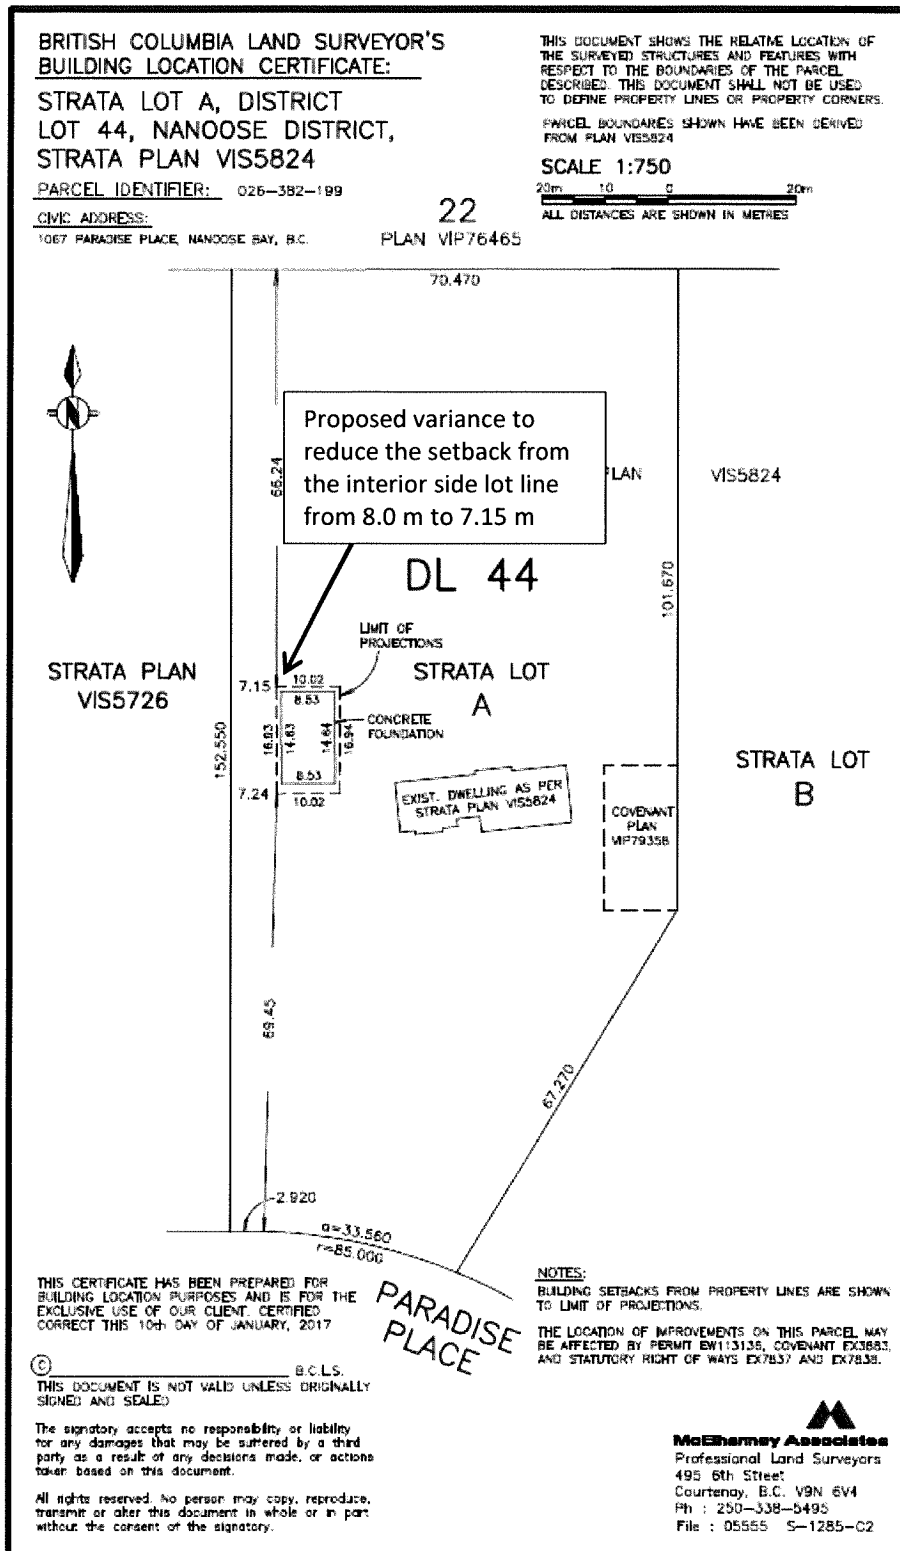 BRITISH COLUMBIA LAND SURVEYOR'S
BUILDING LOCATION CERTIFICATE:
STRATA LOT A, DISTRICT
LOT 44, NANOOSE DISTRICT,
STRATA PLAN VIS5824
PARCEL IDENTIFIER: 026-382-199
CIVIC ADDRESS:
1067 PARADISE PLACE, NANOOSE BAY, B.C.
THIS DOCUMENT SHOWS THE RELATIVE LOCATION OF
THE SURVEYED STRUCTURES AND FEATURES WITH
RESPECT TO THE BOUNDARIES OF THE PARCEL
DESCRIBED. THIS DOCUMENT SHALL NOT BE USED
TO DEFINE PROPERTY LINES OR PROPERTY CORNERS.
PARCEL BOUNDARIES SHOWN HAVE BEEN DERIVED
FROM PLAN VIS5824
SCALE 1:750
20m 10 0 20m
ALL DISTANCES ARE SHOWN IN METRES
22
PLAN VIP76465
70.470
N
66.24
Proposed variance to
reduce the setback from
the interior side lot line
from 8.0 m to 7.15 m
PLAN VIS5824
DL 44
101.670
LIMIT OF
PROJECTIONS
STRATA PLAN
VIS5726
STRATA LOT
A
7.15
10.02
8.53
CONCRETE
FOUNDATION
152.550
16.93
14.63
14.64
16.94
8.53
7.24
10.02
EXIST. DWELLING AS PER
STRATA PLAN VIS5824
STRATA LOT
B
COVENANT
PLAN
VIP79358
69.45
67.270
2.920
a=33.560
r=85.000
PARADISE
PLACE
THIS CERTIFICATE HAS BEEN PREPARED FOR
BUILDING LOCATION PURPOSES AND IS FOR THE
EXCLUSIVE USE OF OUR CLIENT. CERTIFIED
CORRECT THIS 10th DAY OF JANUARY, 2017
© B.C.L.S.
THIS DOCUMENT IS NOT VALID UNLESS ORIGINALLY
SIGNED AND SEALED
The signatory accepts no responsibility or liability
for any damages that may be suffered by a third
party as a result of any decisions made, or actions
taken based on this document.
All rights reserved. No person may copy, reproduce,
transmit or alter this document in whole or in part
without the consent of the signatory.
NOTES:
BUILDING SETBACKS FROM PROPERTY LINES ARE SHOWN
TO LIMIT OF PROJECTIONS.
THE LOCATION OF IMPROVEMENTS ON THIS PARCEL MAY
BE AFFECTED BY PERMIT EW113135, COVENANT EX3883,
AND STATUTORY RIGHT OF WAYS EX7837 AND EX7838.
McElhanney Associates
Professional Land Surveyors
495 6th Street
Courtenay, B.C. V9N 6V4
Ph : 250-338-5495
File : 05555 S-1285-C2